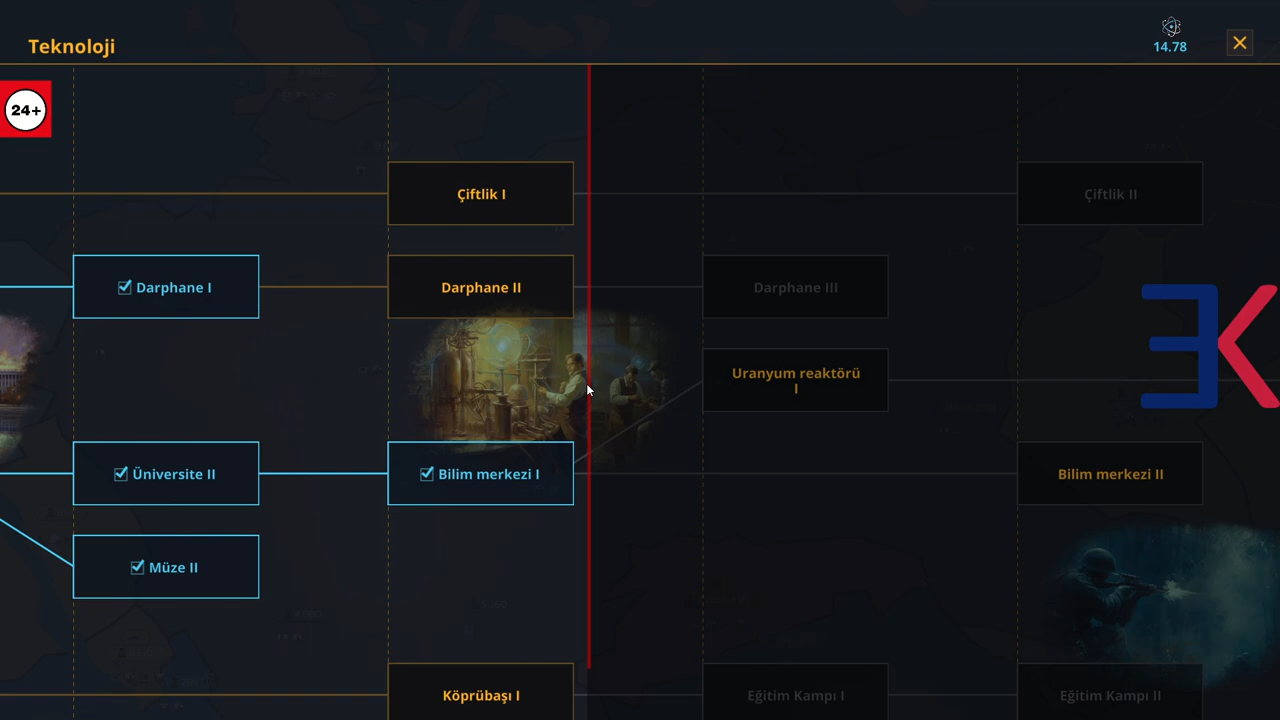 Teknoloji
14.78
24+
Çiftlik I
Çiftlik II
Darphane I
Darphane II
Darphane III
Uranyum reaktörü
I
Üniversite II
Bilim merkezi I
Bilim merkezi II
Müze II
Köprübaşı I
Eğitim Kampı I
Eğitim Kampı II